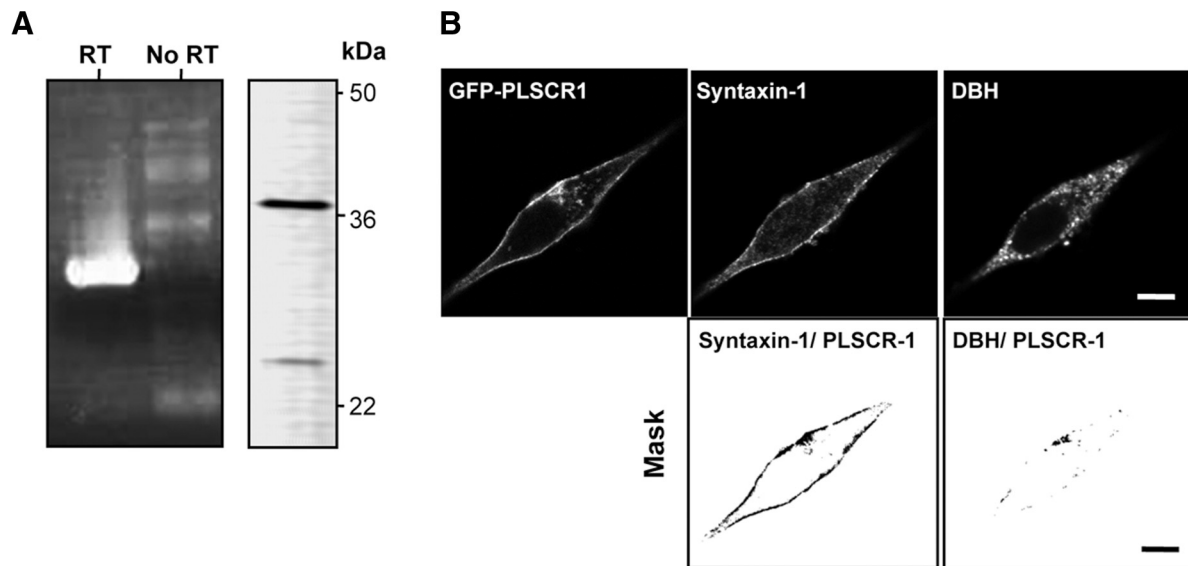 A
RT No RT
kDa
50
36
22
B
GFP-PLSCR1
Syntaxin-1
DBH
Syntaxin-1/ PLSCR-1
DBH/ PLSCR-1
Mask